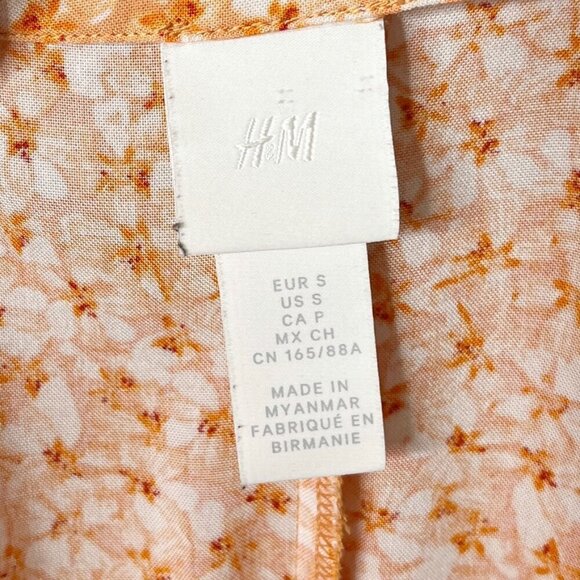 H&M
EUR S
US S
CA P
MX CH
CN 165/88A
MADE IN
MYANMAR
FABRIQUÉ EN
BIRMANIE